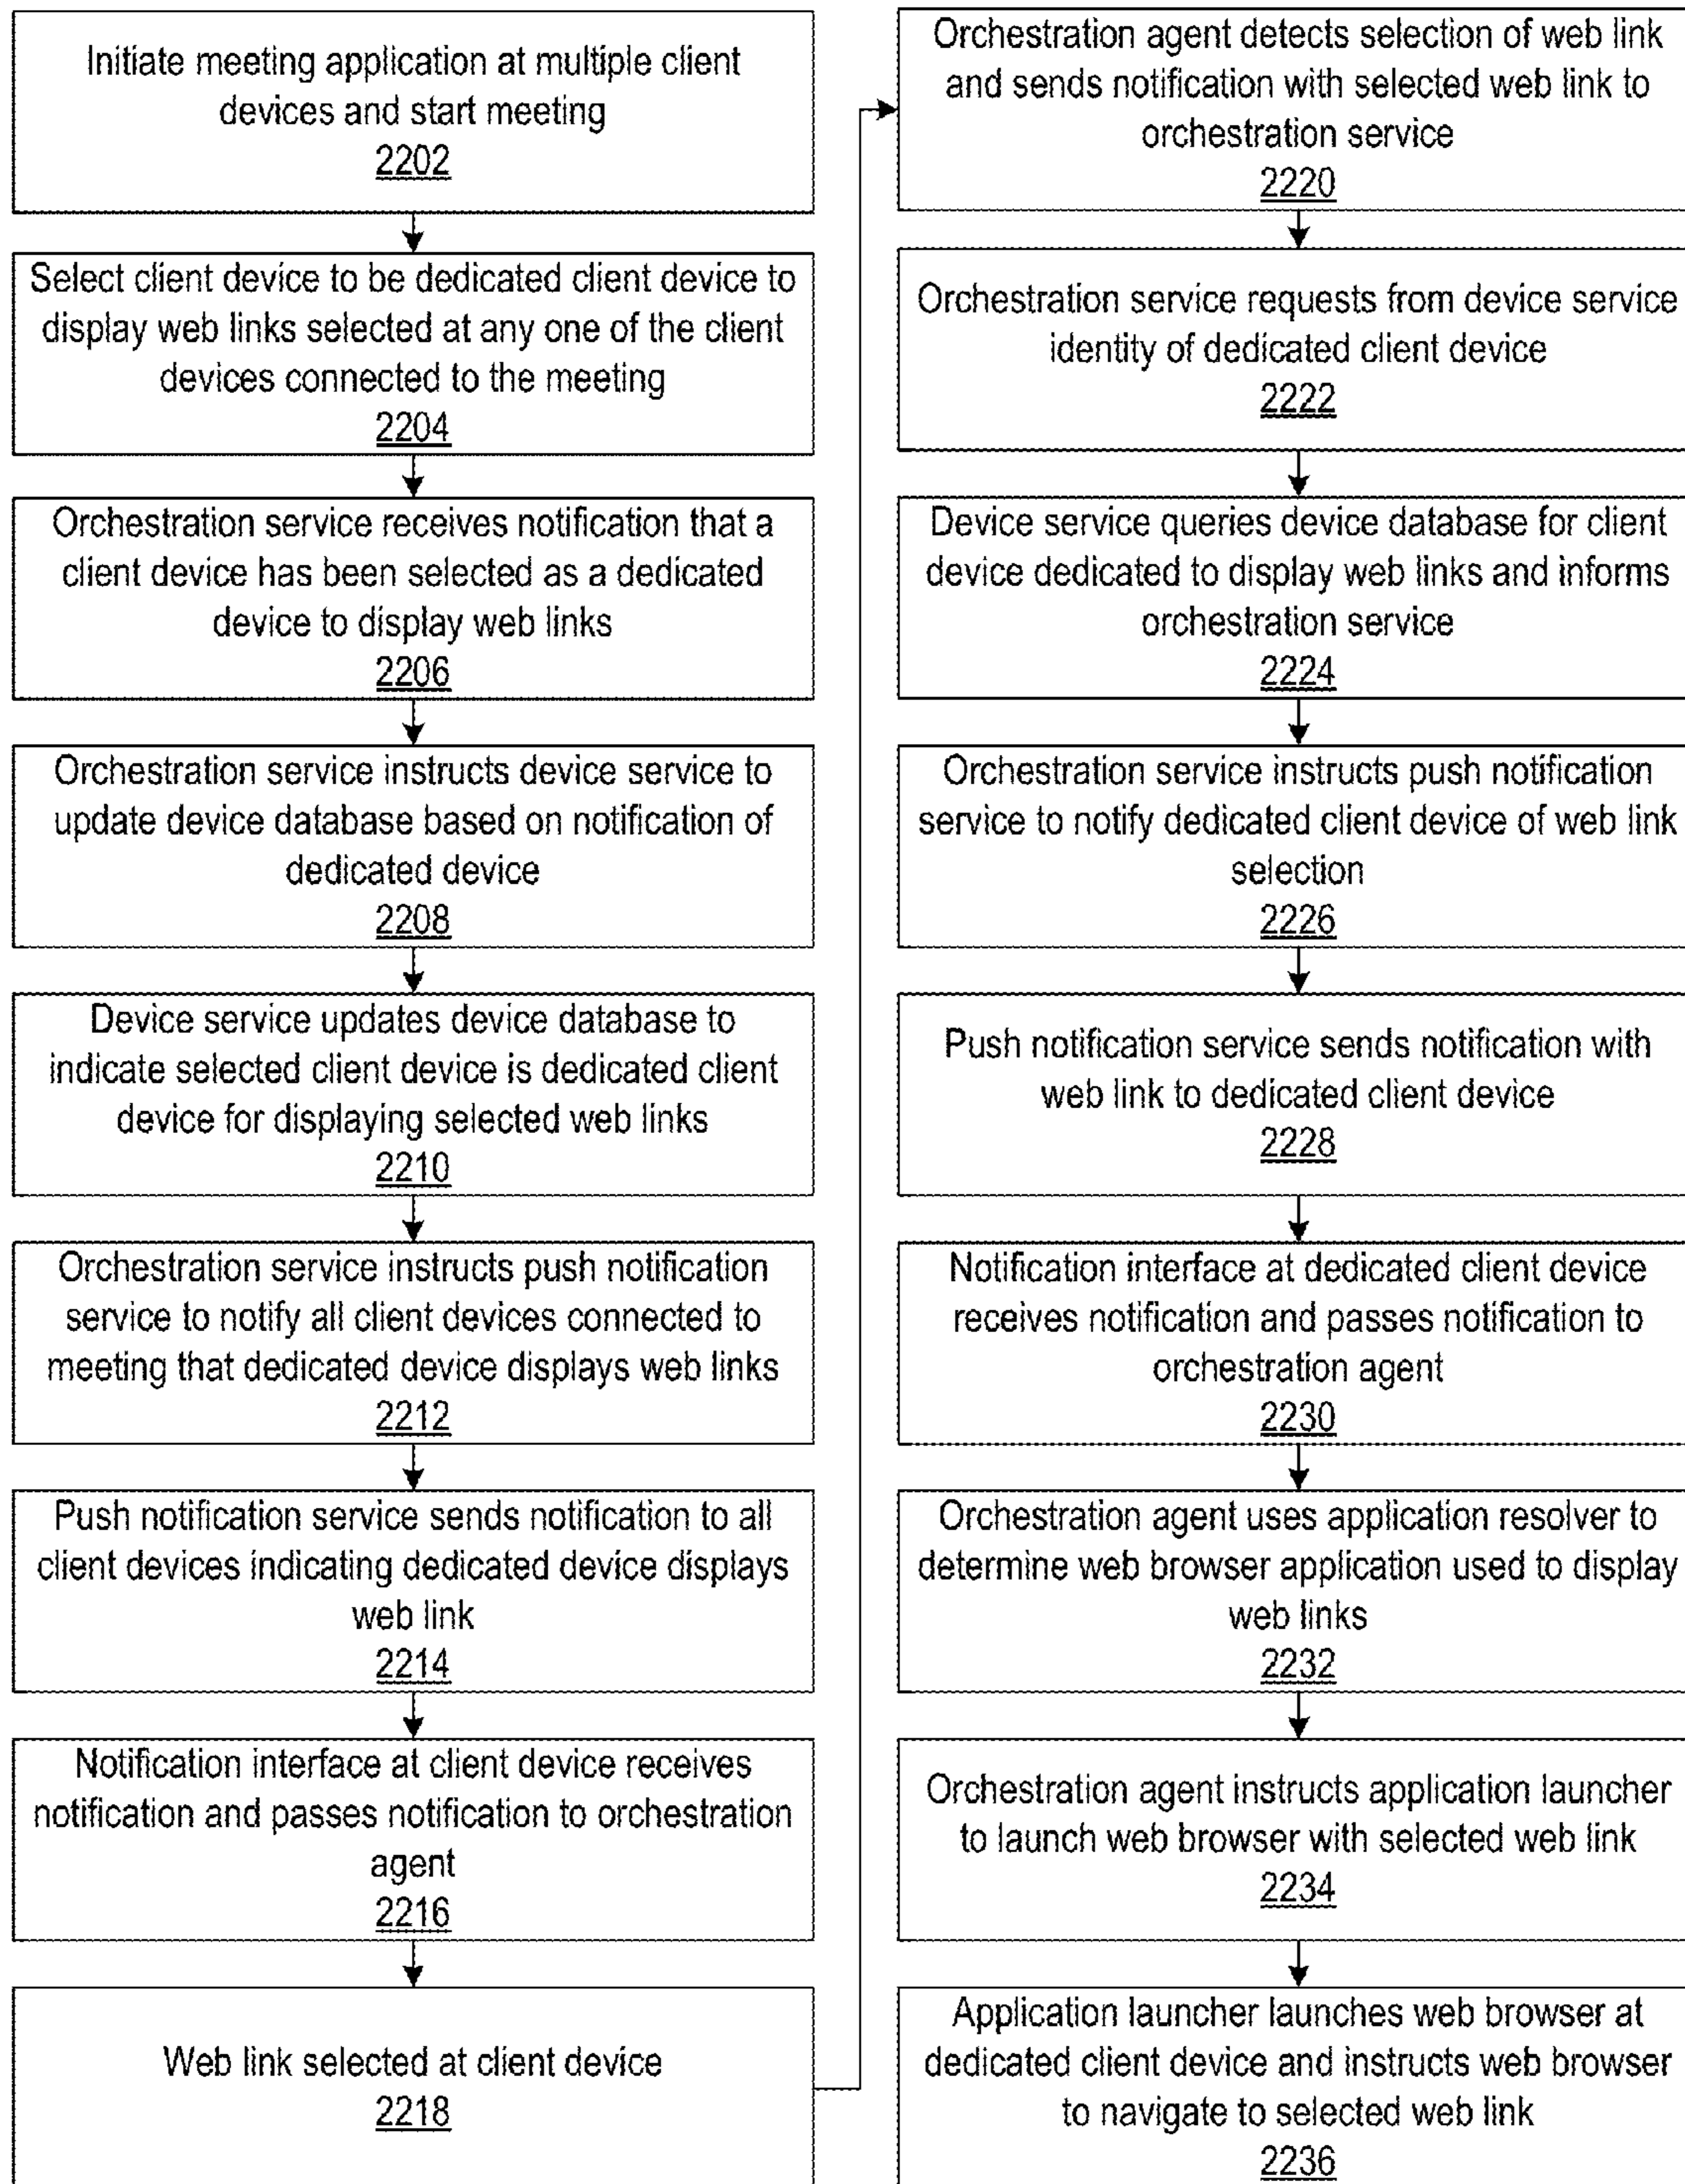 Initiate meeting application at multiple client
devices and start meeting
2202
Select client device to be dedicated client device to
display web links selected at any one of the client
devices connected to the meeting
2204
Orchestration service receives notification that a
client device has been selected as a dedicated
device to display web links
2206
Orchestration service instructs device service to
update device database based on notification of
dedicated device
2208
Device service updates device database to
indicate selected client device is dedicated client
device for displaying selected web links
2210
Orchestration service instructs push notification
service to notify all client devices connected to
meeting that dedicated device displays web links
2212
Push notification service sends notification to all
client devices indicating dedicated device displays
web link
2214
Notification interface at client device receives
notification and passes notification to orchestration
agent
2216
Web link selected at client device
2218
Orchestration agent detects selection of web link
and sends notification with selected web link to
orchestration service
2220
Orchestration service requests from device service
identity of dedicated client device
2222
Device service queries device database for client
device dedicated to display web links and informs
orchestration service
2224
Orchestration service instructs push notification
service to notify dedicated client device of web link
selection
2226
Push notification service sends notification with
web link to dedicated client device
2228
Notification interface at dedicated client device
receives notification and passes notification to
orchestration agent
2230
Orchestration agent uses application resolver to
determine web browser application used to display
web links
2232
Orchestration agent instructs application launcher
to launch web browser with selected web link
2234
Application launcher launches web browser at
dedicated client device and instructs web browser
to navigate to selected web link
2236